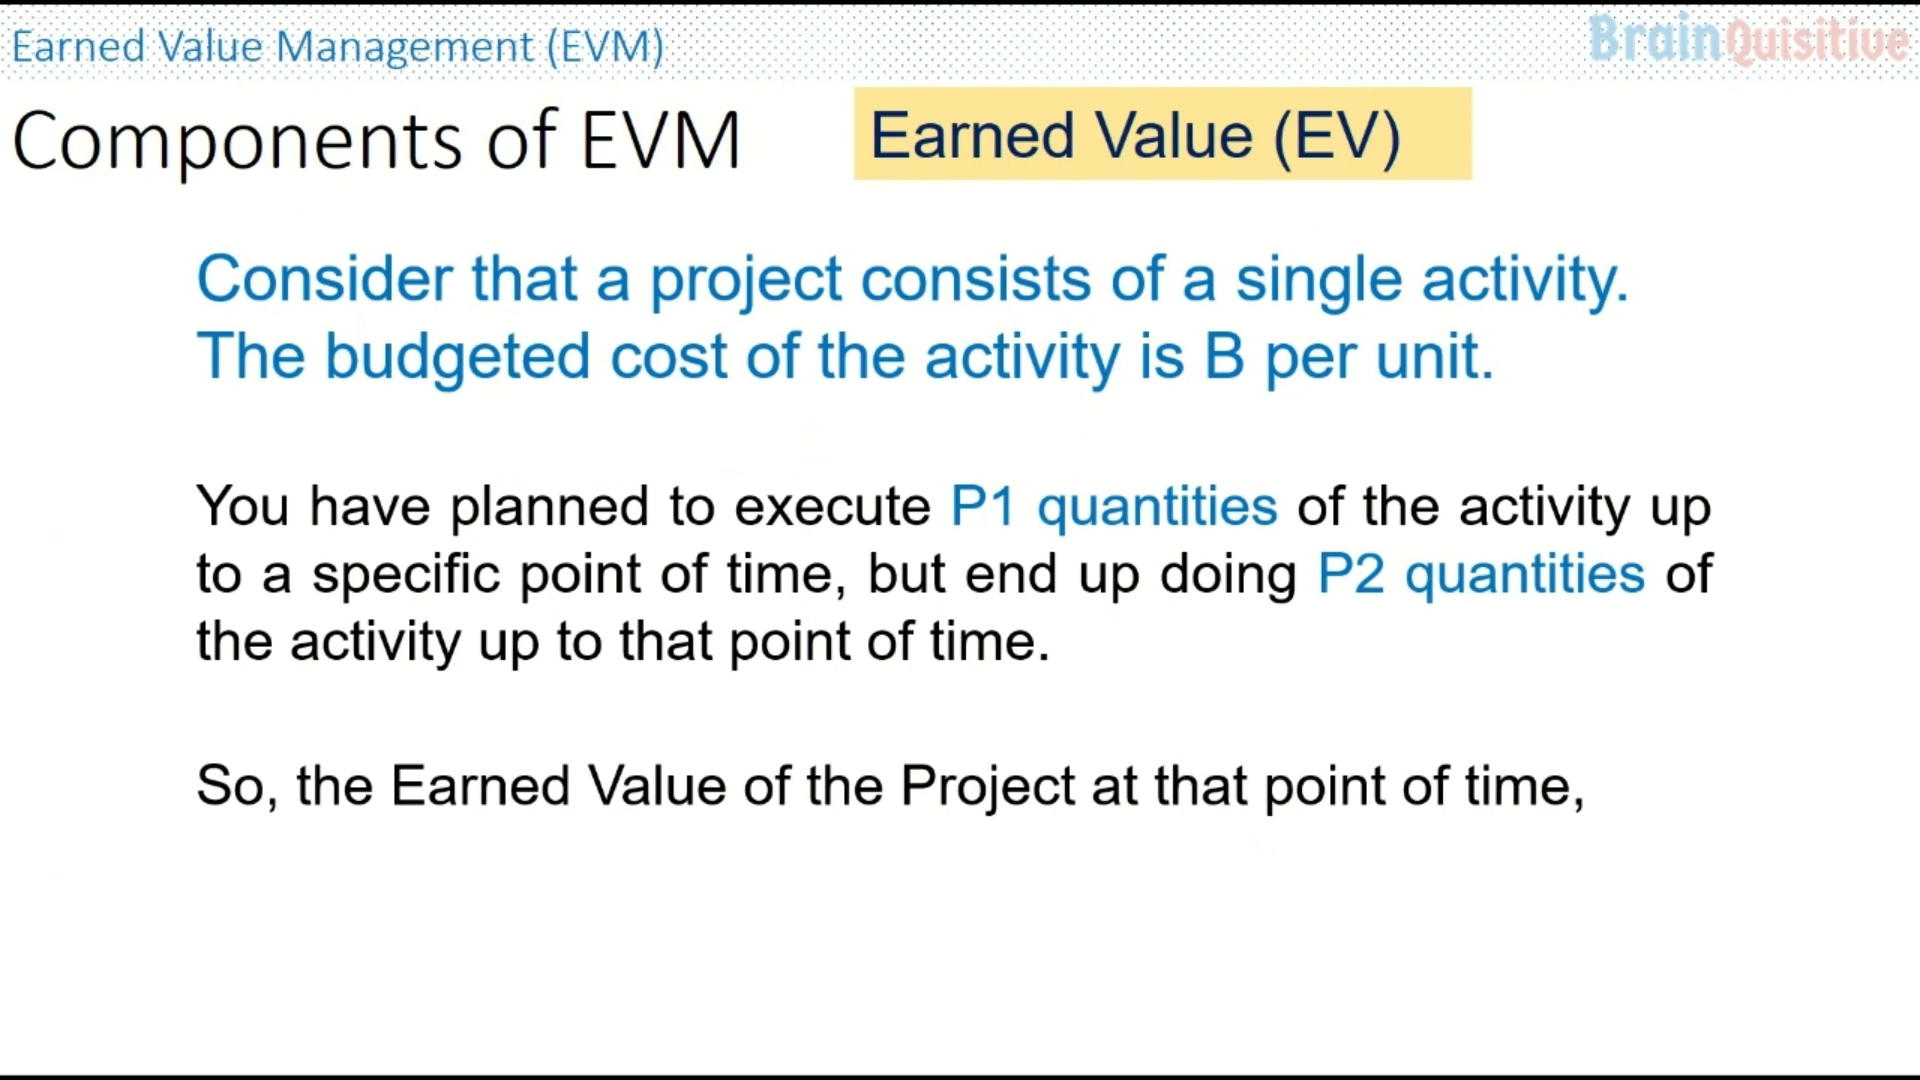 Earned Value Management (EVM)
BrainQuisitive
Components of EVM
Earned Value (EV)
Consider that a project consists of a single activity.
The budgeted cost of the activity is B per unit.
You have planned to execute P1 quantities of the activity up
to a specific point of time, but end up doing P2 quantities of
the activity up to that point of time.
So, the Earned Value of the Project at that point of time,